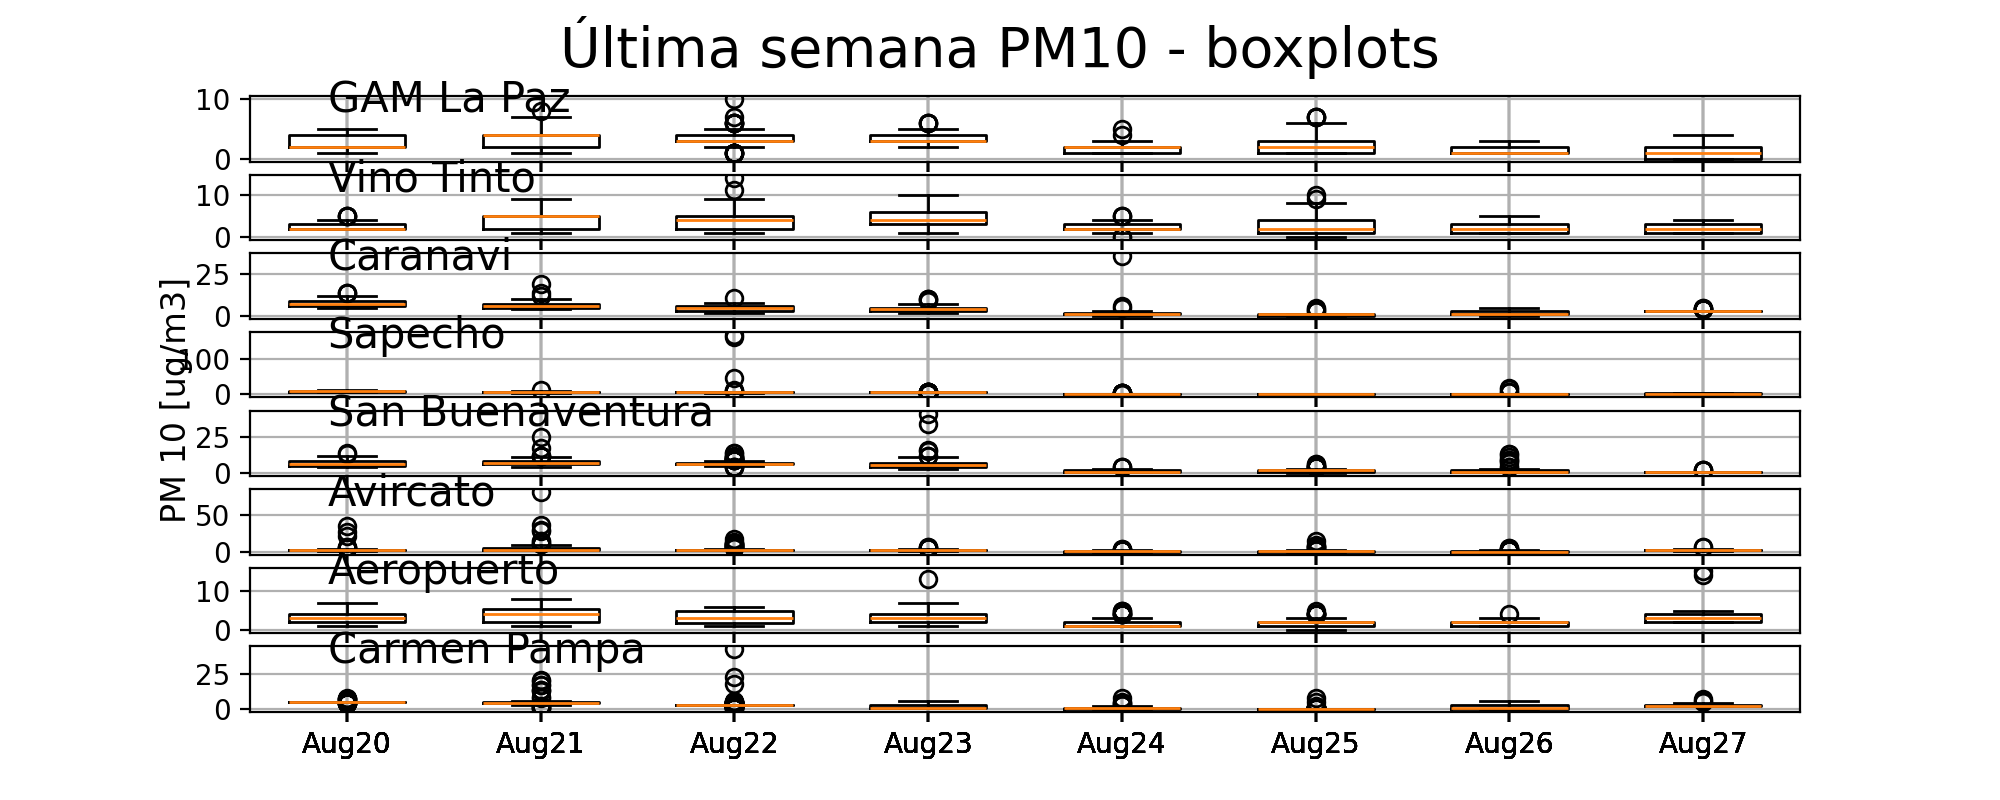 Última semana PM10 - boxplots
PM 10 [ug/m3]
GAM La Paz
10
0
Vino Tinto
10
0
Caranavi
25
0
Sapecho
100
0
San Buenaventura
25
0
Avircato
50
0
Aeropuerto
10
0
Carmen Pampa
25
0
Aug20 Aug21 Aug22 Aug23 Aug24 Aug25 Aug26 Aug27